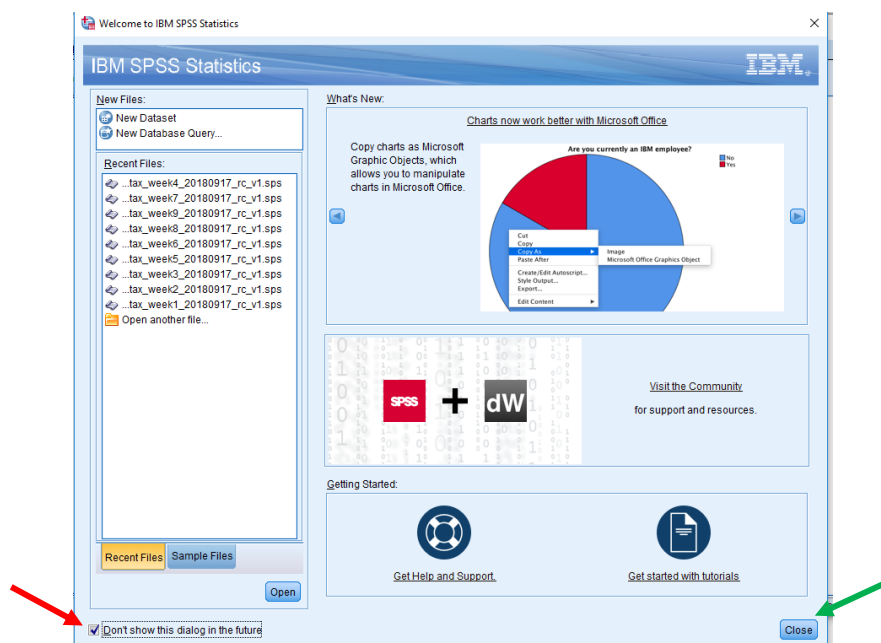 Welcome to IBM SPSS Statistics
IBM SPSS Statistics
IBM.
New Files:
New Dataset
New Database Query...
Recent Files:
...tax_week4_20180917_rc_v1.sps
...tax_week7_20180917_rc_v1.sps
...tax_week9_20180917_rc_v1.sps
...tax_week8_20180917_rc_v1.sps
...tax_week6_20180917_rc_v1.sps
...tax_week5_20180917_rc_v1.sps
...tax_week3_20180917_rc_v1.sps
...tax_week2_20180917_rc_v1.sps
...tax_week1_20180917_rc_v1.sps
Open another file...
Recent Files
Sample Files
Open
Don't show this dialog in the future
What's New:
Charts now work better with Microsoft Office
Copy charts as Microsoft
Graphic Objects, which
allows you to manipulate
charts in Microsoft Office.
Are you currently an IBM employee?
No
Yes
Cut
Copy
Copy As
Image
Microsoft Office Graphics Object
Paste After
Create/Edit Autoscript...
Style Output...
Export...
Edit Content
SPSS + dW
Visit the Community
for support and resources.
Getting Started:
Get Help and Support.
Get started with tutorials
Close